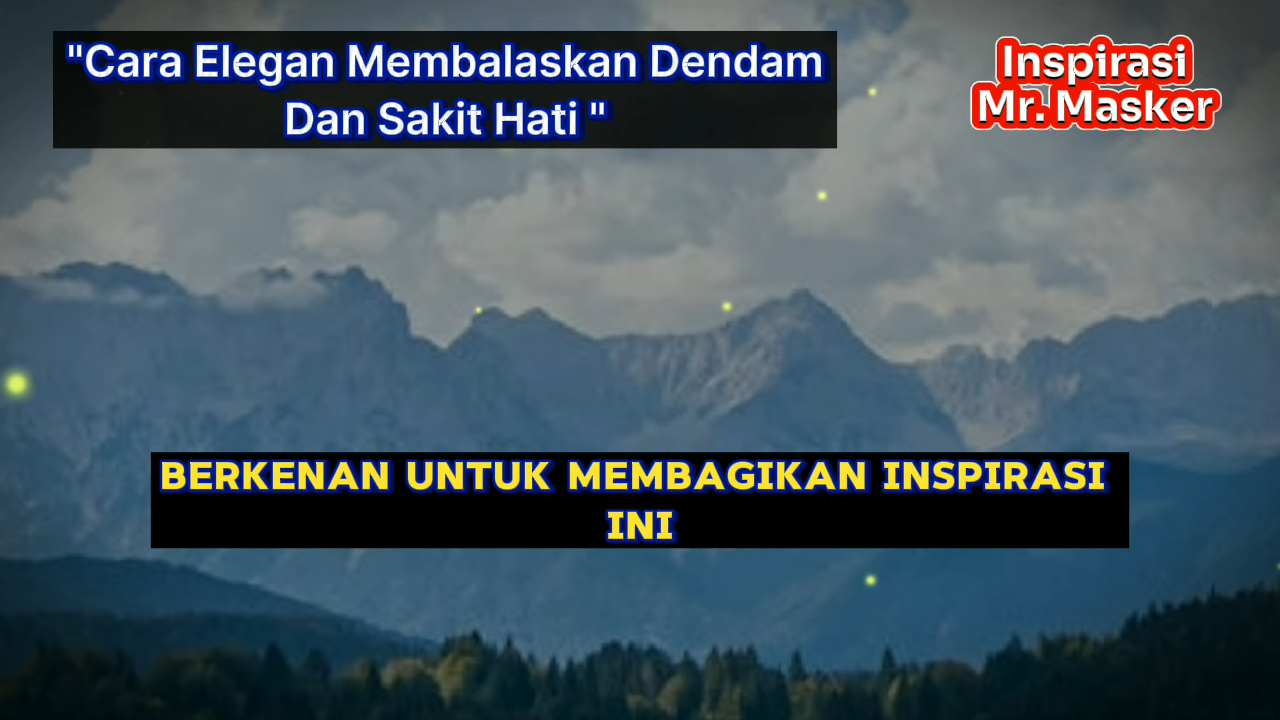 "Cara Elegan Membalaskan Dendam
Dan Sakit Hati "
Inspirasi
Mr. Masker
BERKENAN UNTUK MEMBAGIKAN INSPIRASI
INI